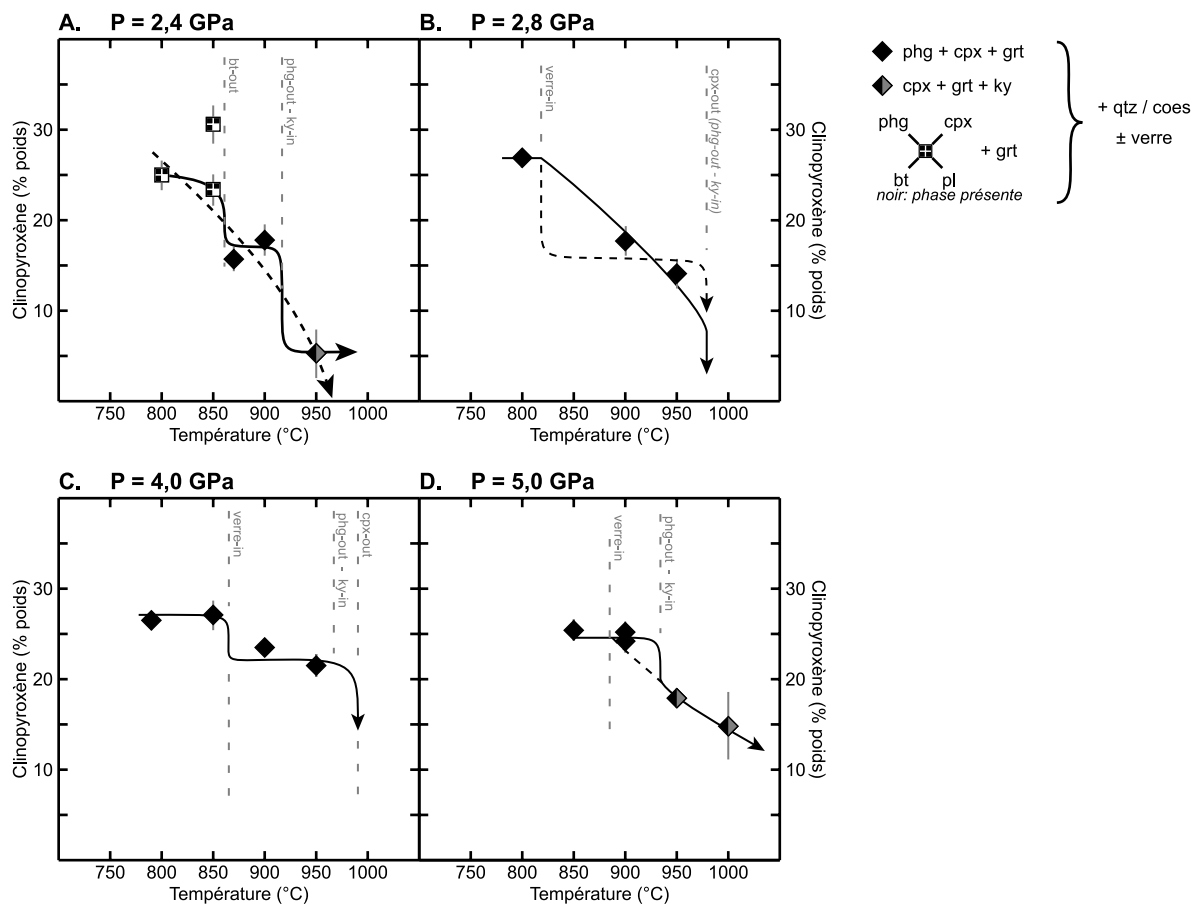 A. P = 2,4 GPa
B. P = 2,8 GPa
Clinopyroxène (% poids)
30
20
10
bt-out
phg-out - ky-in
750 800 850 900 950 1000
Température (°C)
verre-in
cpx-out (phg-out - ky-in)
30
20
10
Clinopyroxène (% poids)
750 800 850 900 950 1000
Température (°C)
phg + cpx + grt
cpx + grt + ky
phg cpx
+ grt
bt pl
noir: phase présente
+ qtz / coes
± verre
C. P = 4,0 GPa
D. P = 5,0 GPa
Clinopyroxène (% poids)
30
20
10
verre-in
phg-out - ky-in
cpx-out
750 800 850 900 950 1000
Température (°C)
verre-in
phg-out - ky-in
30
20
10
Clinopyroxène (% poids)
750 800 850 900 950 1000
Température (°C)